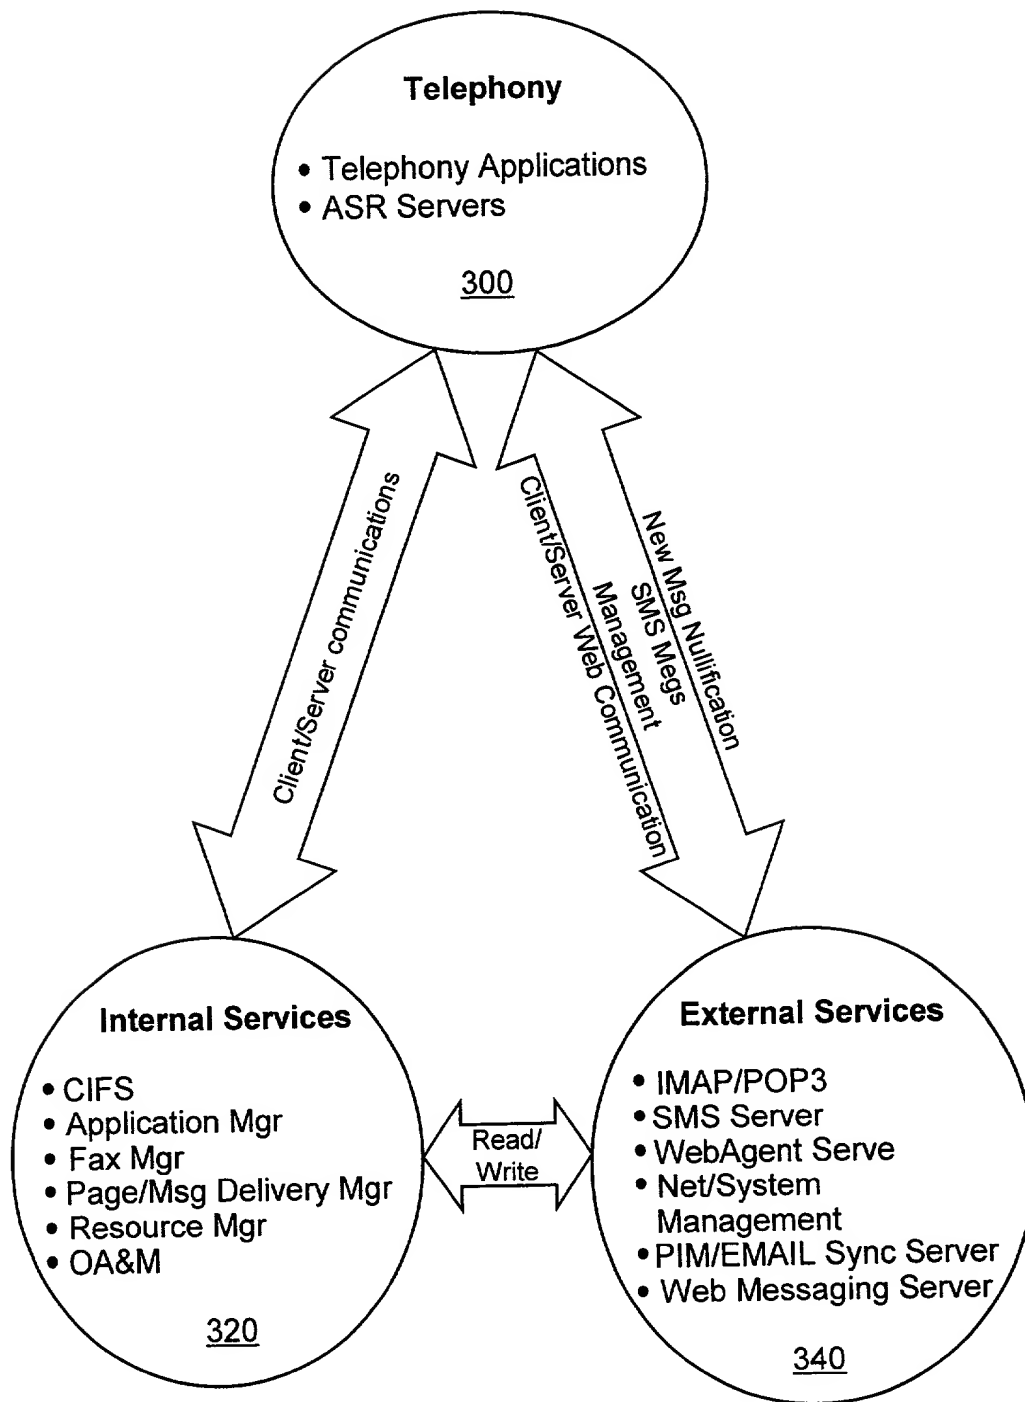 Telephony
• Telephony Applications
• ASR Servers
300
Client/Server communications
New Msg Nullification
SMS Megs
Management
Client/Server Web Communication
Internal Services
• CIFS
• Application Mgr
• Fax Mgr
• Page/Msg Delivery Mgr
• Resource Mgr
• OA&M
320
Read/
Write
External Services
• IMAP/POP3
• SMS Server
• WebAgent Serve
• Net/System
Management
• PIM/EMAIL Sync Server
• Web Messaging Server
340